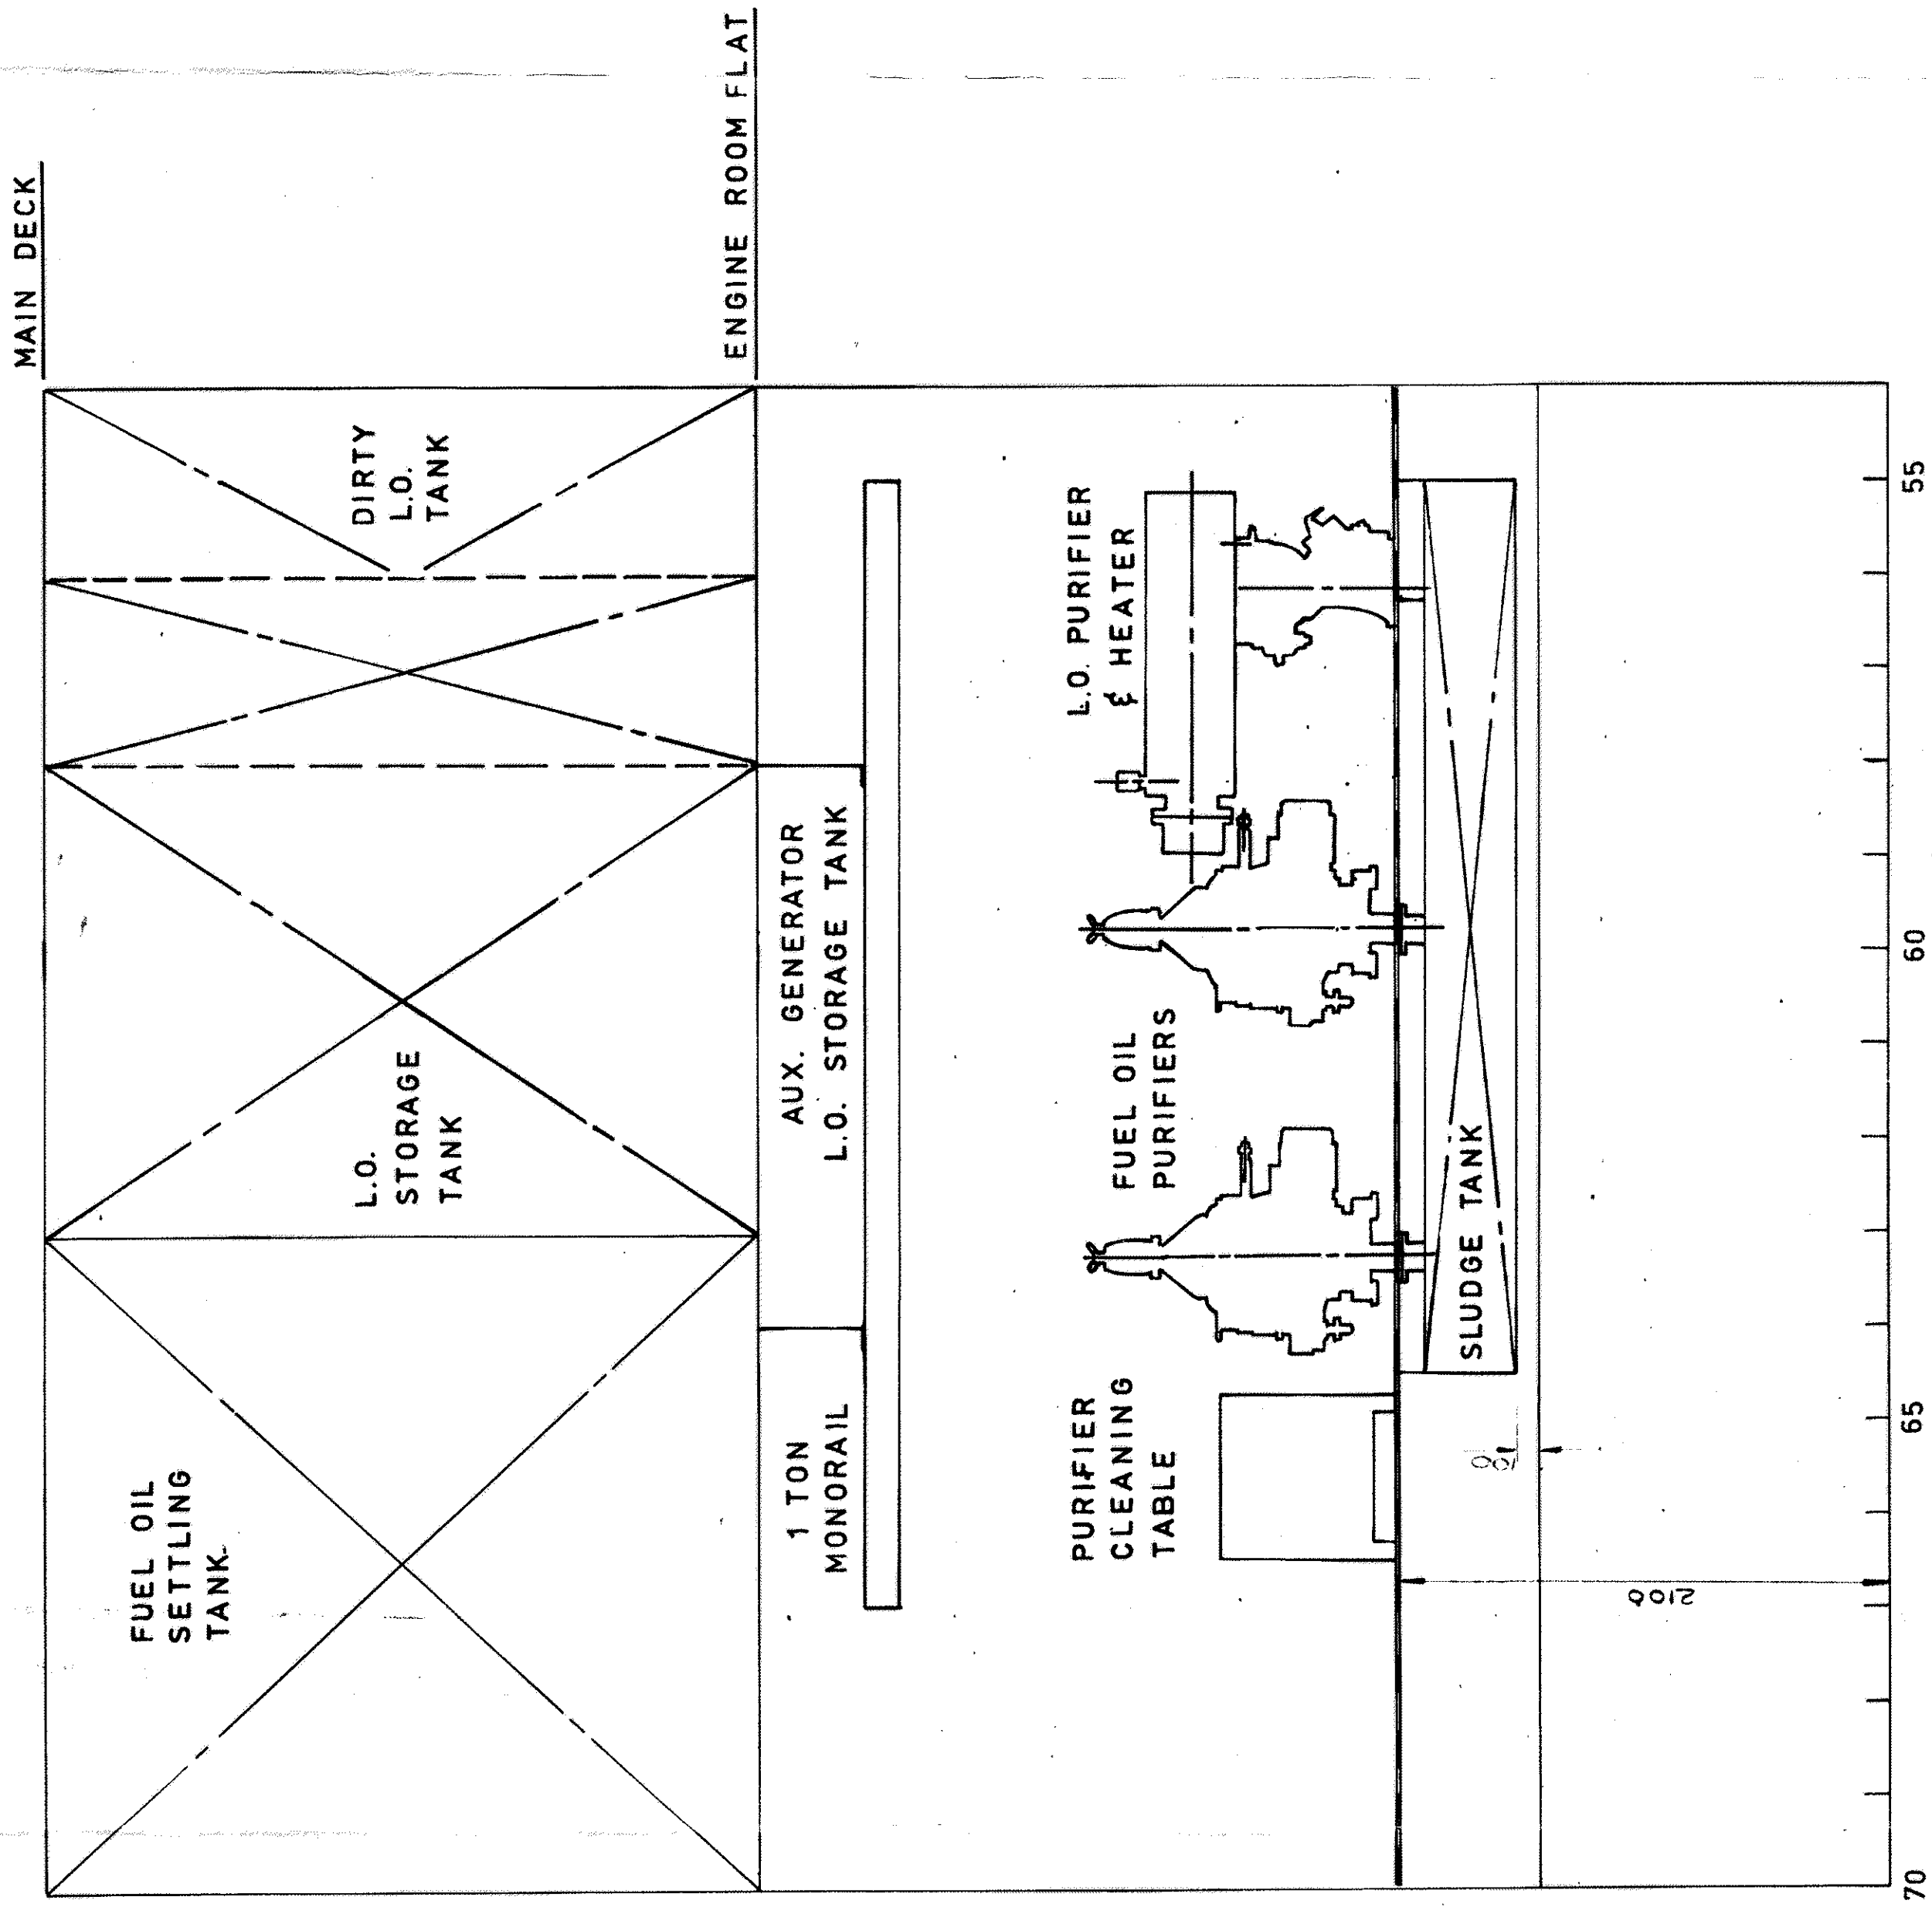 MAIN DECK
ENGINE ROOM FLAT
FUEL OIL
SETTLING
TANK
L.O.
STORAGE
TANK
DIRTY
L.O.
TANK
1 TON
MONORAIL
AUX. GENERATOR
L.O. STORAGE TANK
PURIFIER
CLEANING
TABLE
FUEL OIL
PURIFIERS
L.O. PURIFIER
& HEATER
SLUDGE TANK
2100
70
65
60
55